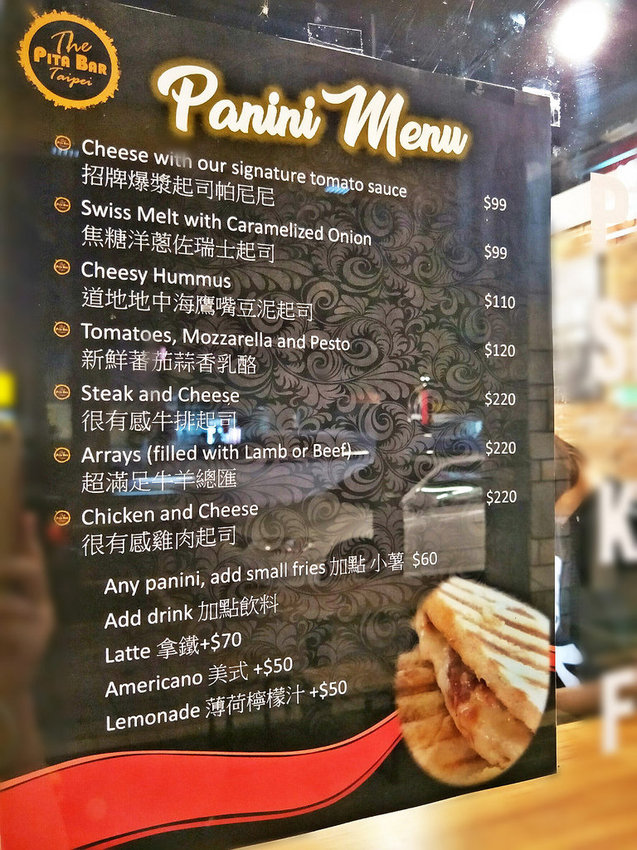 The
PITA BAR
Taipei
Panini Menu
Cheese with our signature tomato sauce $99
招牌爆漿起司帕尼尼
Swiss Melt with Caramelized Onion $99
焦糖洋蔥佐瑞士起司
Cheesy Hummus $110
道地地中海鷹嘴豆泥起司
Tomatoes, Mozzarella and Pesto $120
新鮮蕃茄蒜香乳酪
Steak and Cheese $220
很有感牛排起司
Arrays (filled with Lamb or Beef) $220
超滿足牛羊總匯
Chicken and Cheese $220
很有感雞肉起司
Any panini, add small fries 加點 小薯 $60
Add drink 加點飲料
Latte 拿鐵+$70
Americano 美式 +$50
Lemonade 薄荷檸檬汁 +$50
P
S
K
F